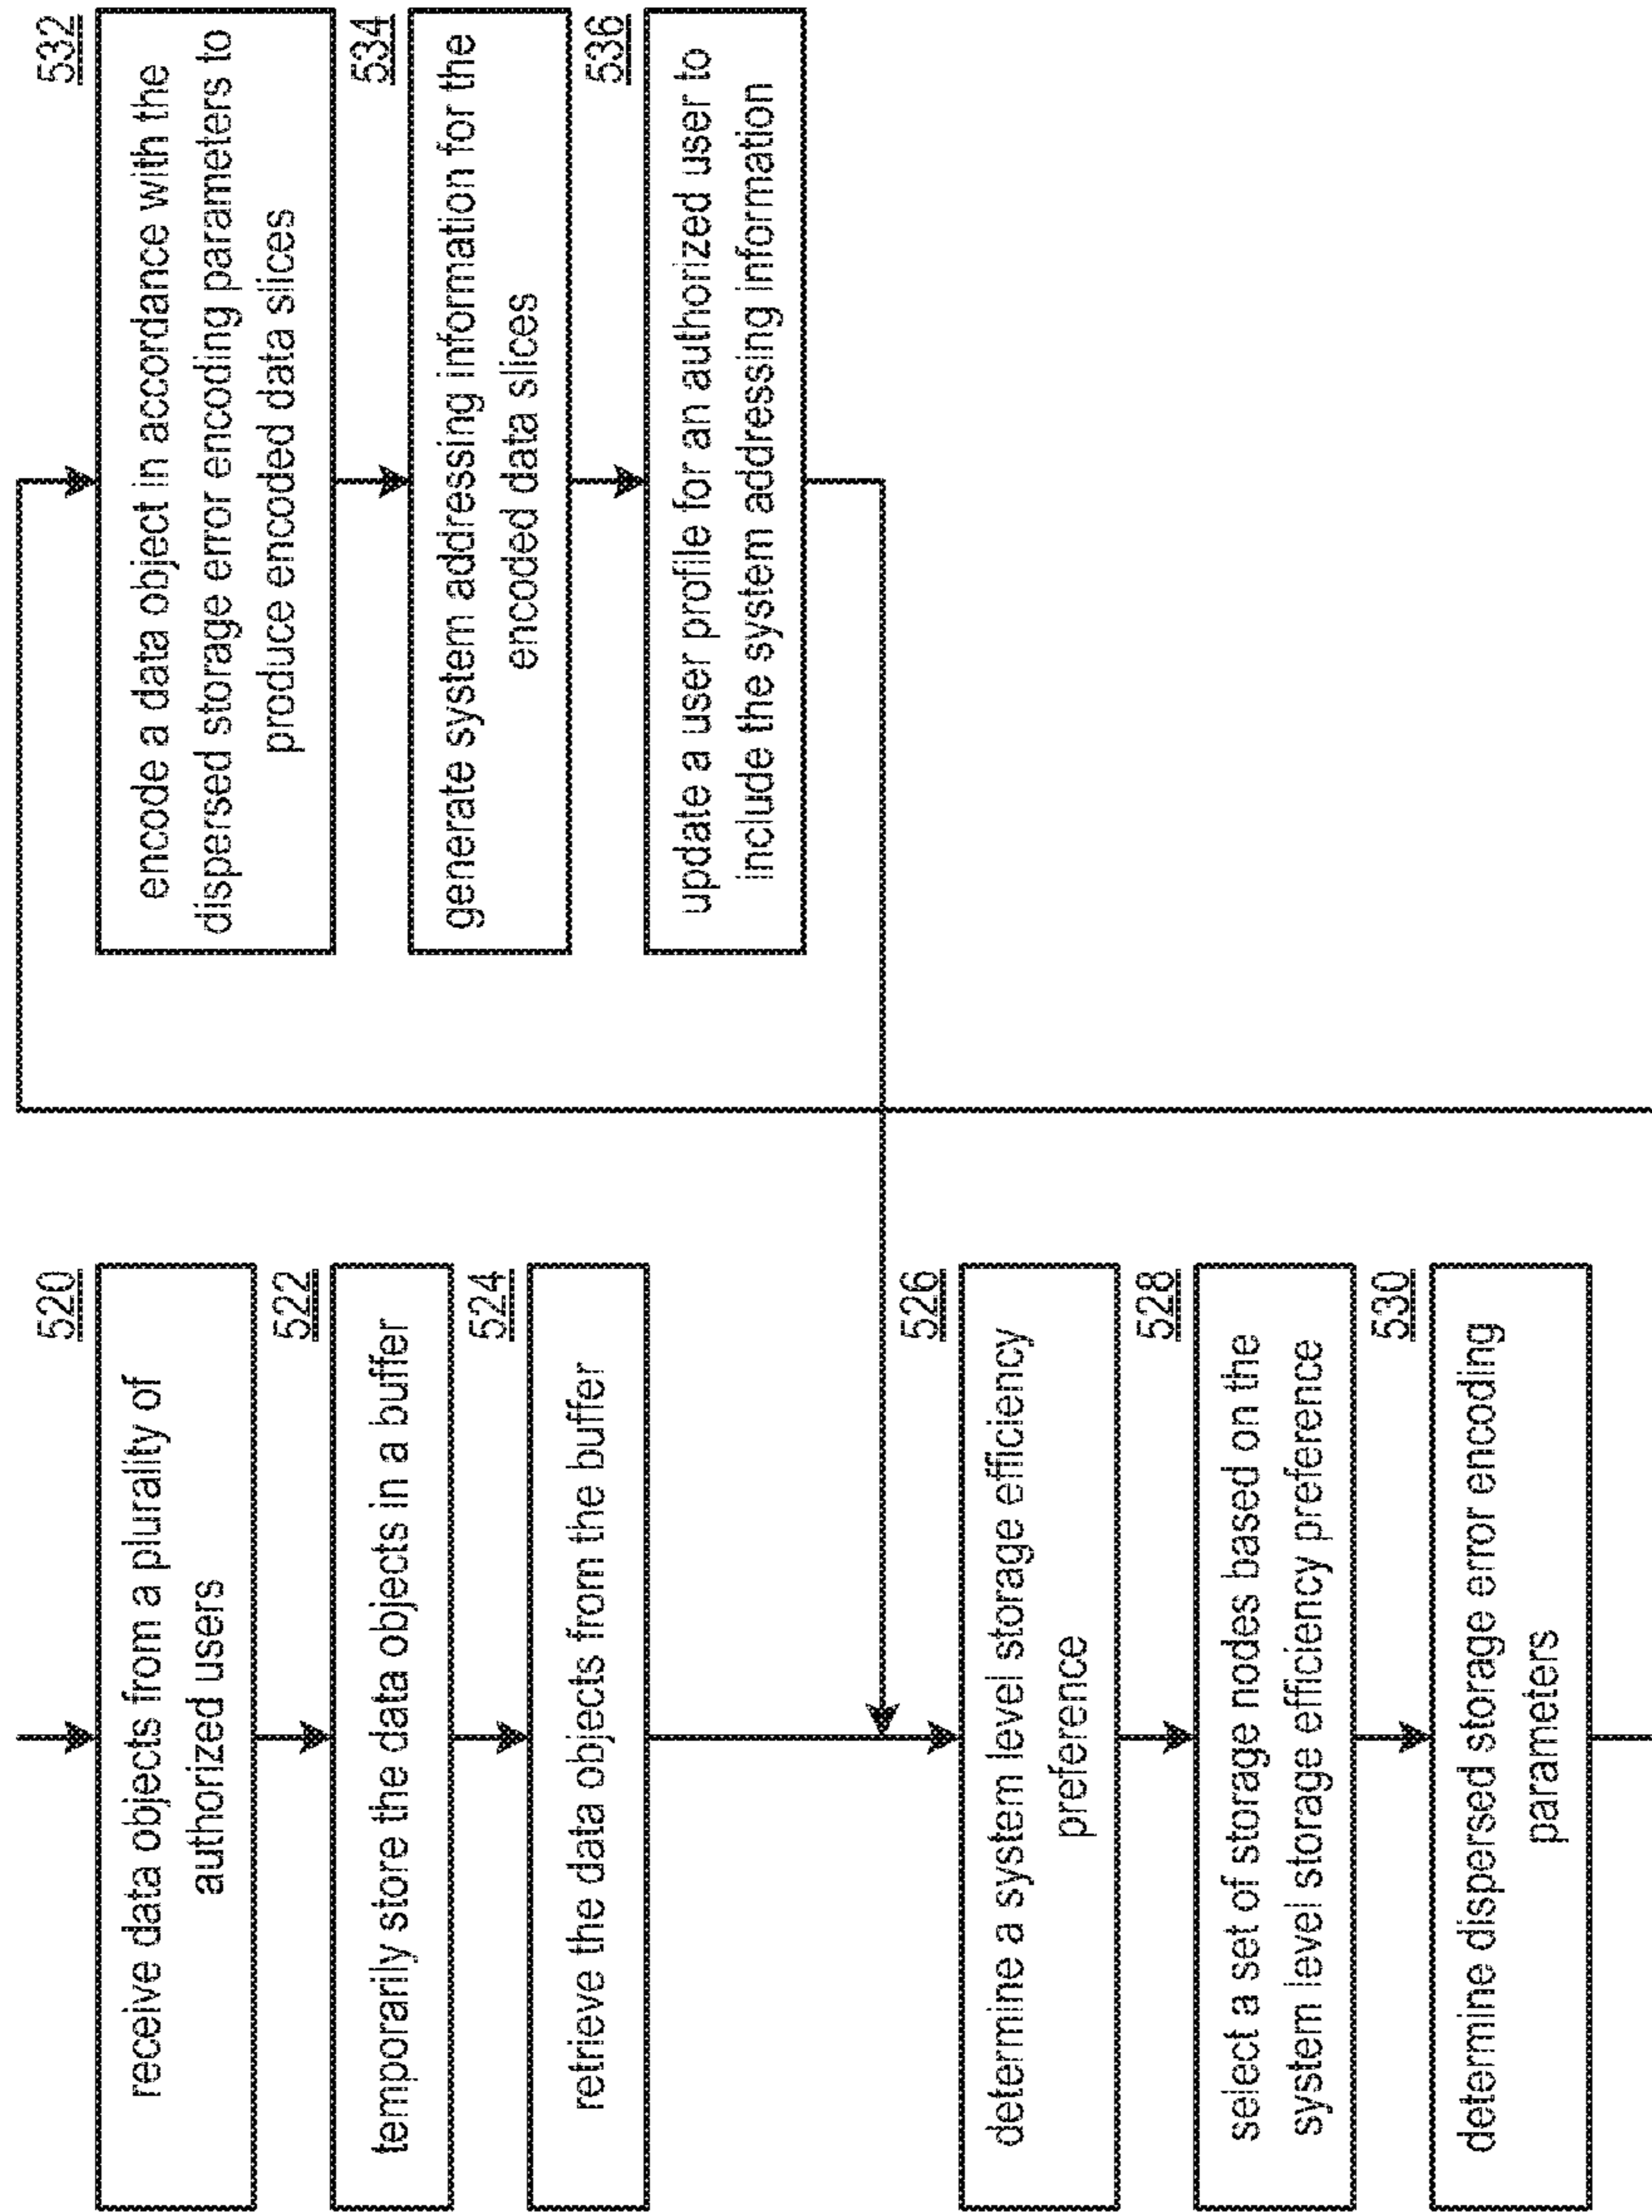 520
receive data objects from a plurality of
authorized users
522
temporarily store the data objects in a buffer
524
retrieve the data objects from the buffer
526
determine a system level storage efficiency
preference
528
select a set of storage nodes based on the
system level storage efficiency preference
530
determine dispersed storage error encoding
parameters
532
encode a data object in accordance with the
dispersed storage error encoding parameters to
produce encoded data slices
534
generate system addressing information for the
encoded data slices
536
update a user profile for an authorized user to
include the system addressing information